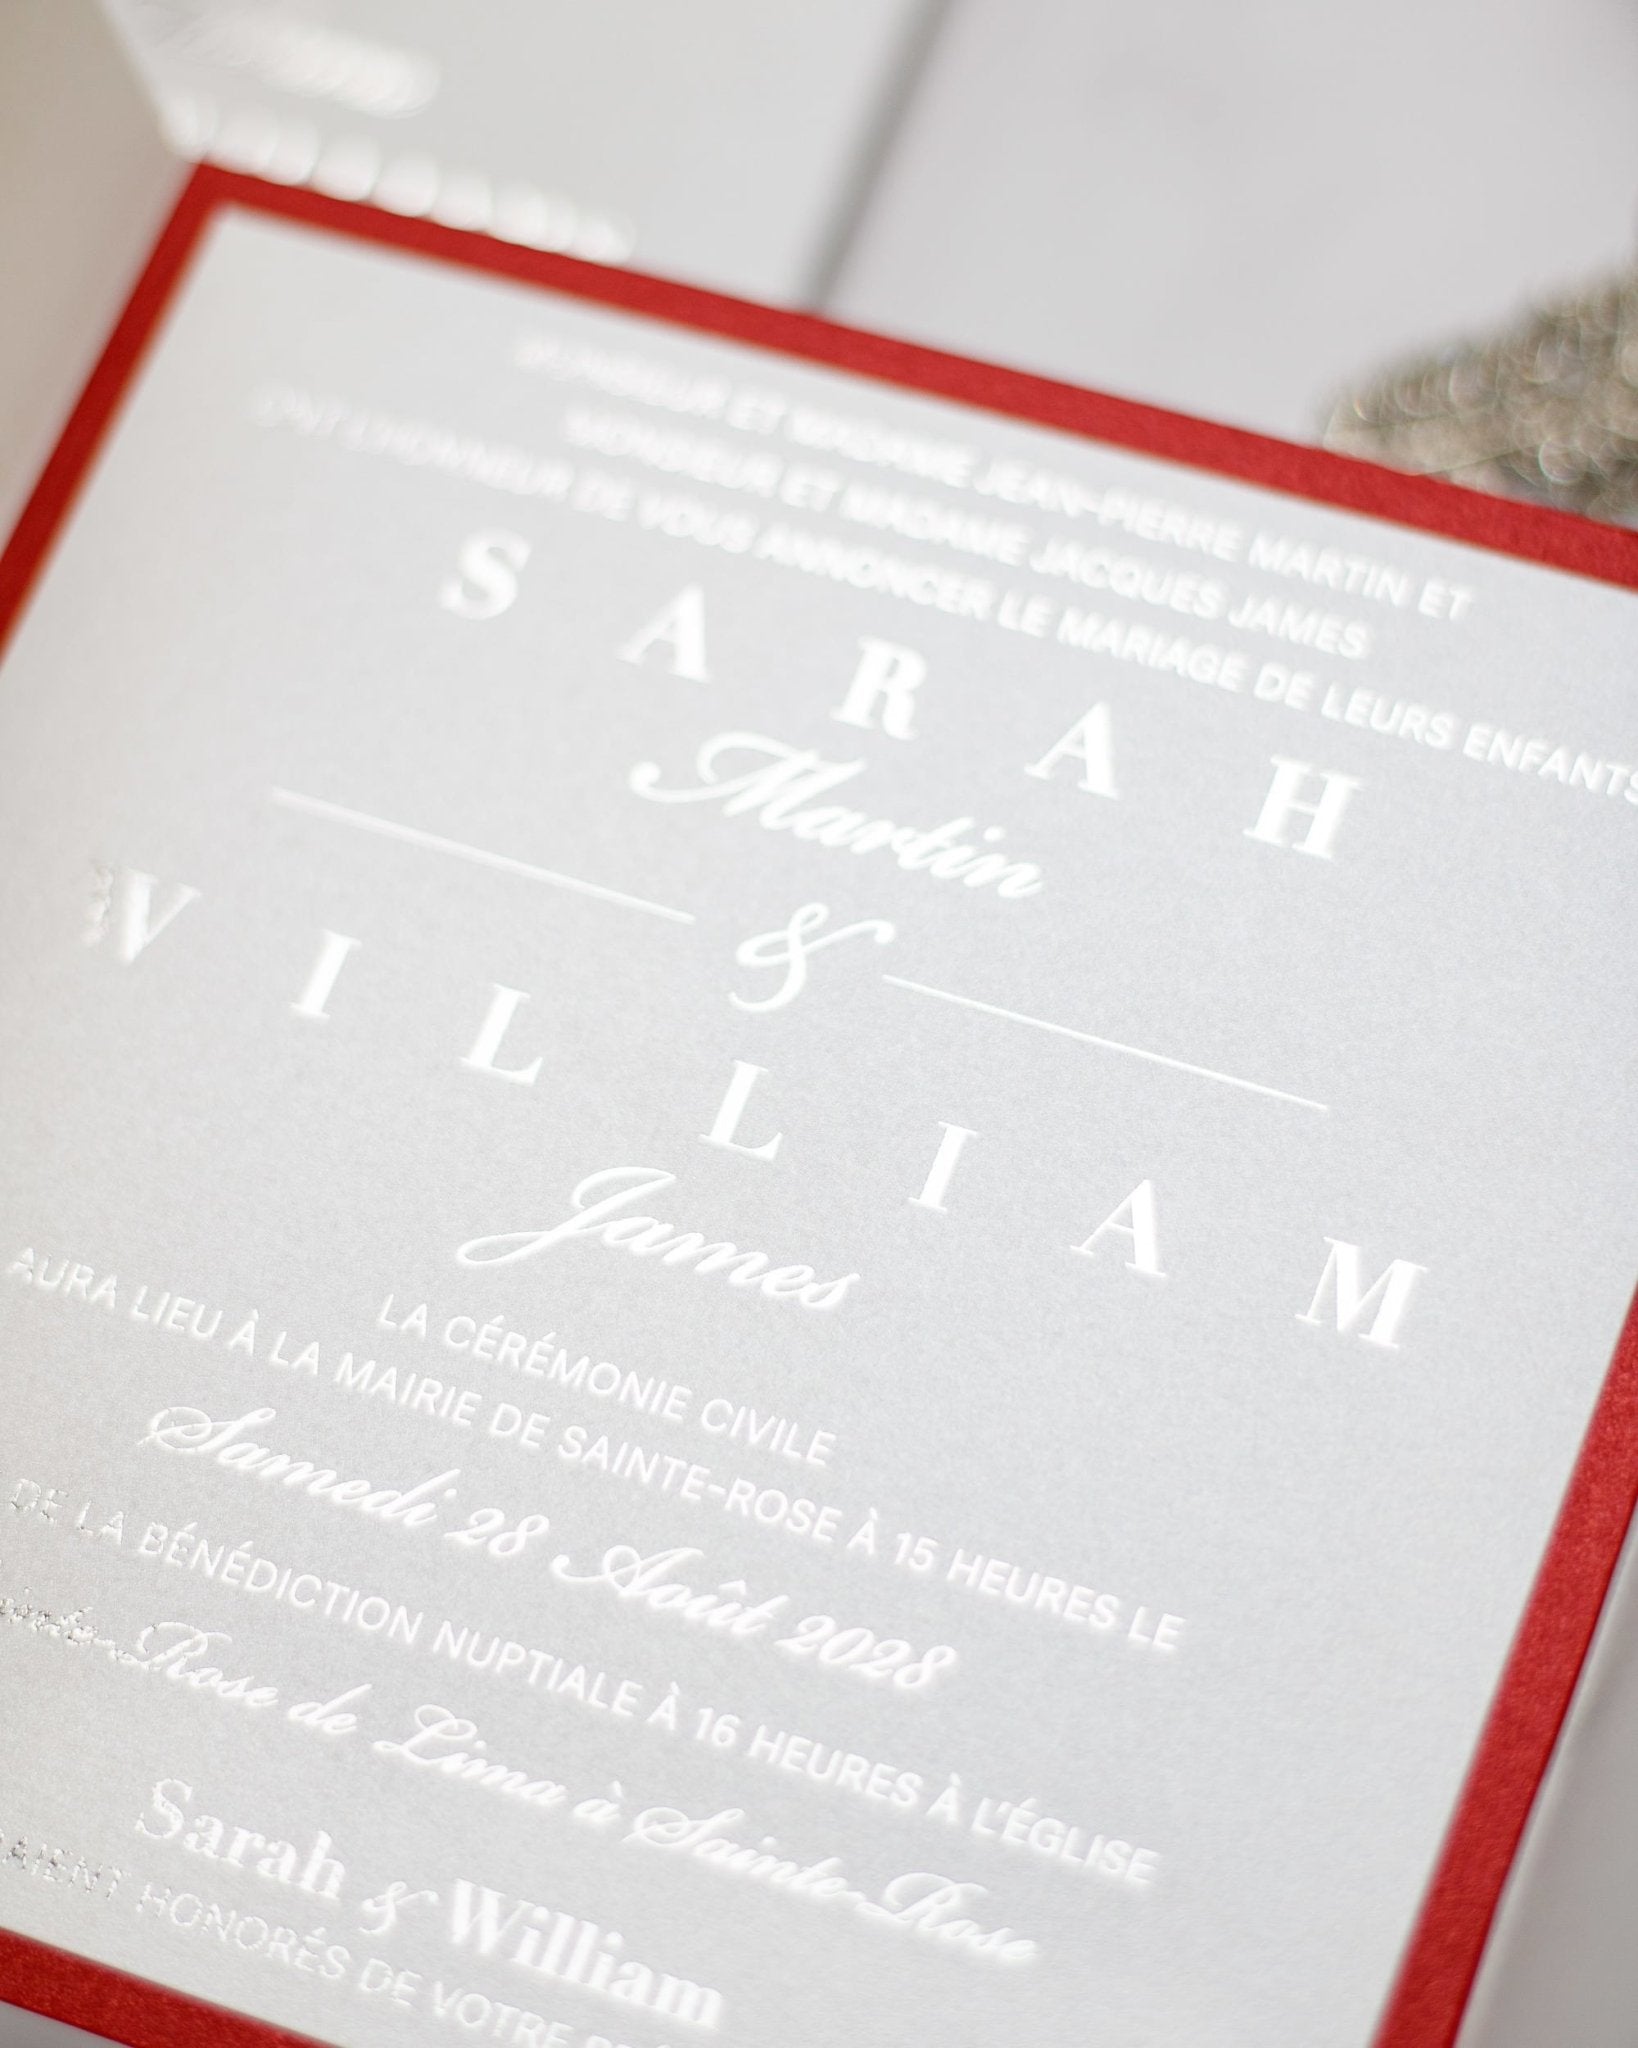 MONSIEUR ET MADAME JEAN-PIERRE MARTIN ET
MONSIEUR ET MADAME JACQUES JAMES
ONT L'HONNEUR DE VOUS ANNONCER LE MARIAGE DE LEURS ENFANTS
SARAH
Martin
&
WILLIAM
James
LA CÉRÉMONIE CIVILE
AURA LIEU À LA MAIRIE DE SAINTE-ROSE À 15 HEURES LE
Samedi 28 Août 2028
DE LA BÉNÉDICTION NUPTIALE À 16 HEURES À L'ÉGLISE
Sainte-Rose de Lima à Sainte-Rose
Sarah & William
HONORÉS DE VOTRE